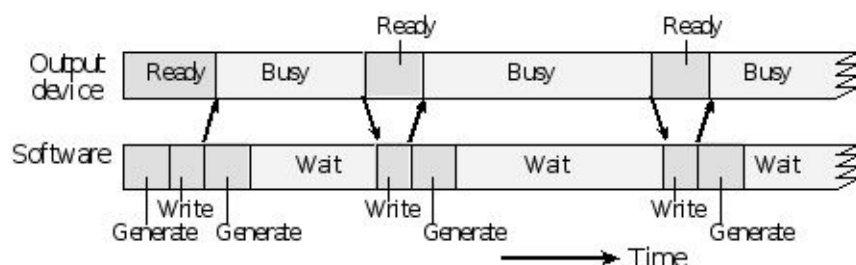 Ready
Ready
Output device
Ready
Busy
Busy
Busy
Software
Wait
Wait
Wait
Write
Write
Write
Generate
Generate
Generate
Generate
Time